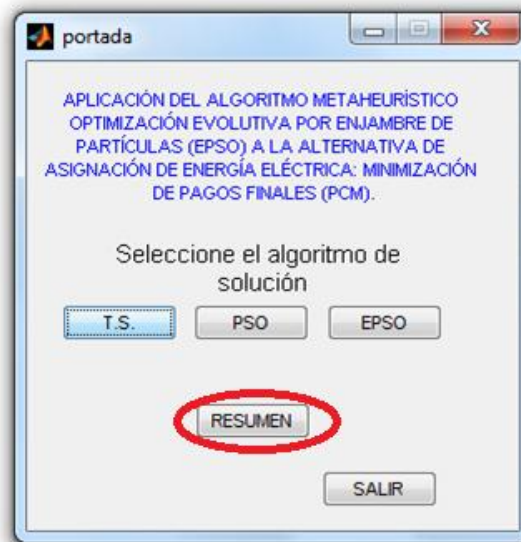 portada
APLICACIÓN DEL ALGORITMO METAHEURÍSTICO
OPTIMIZACIÓN EVOLUTIVA POR ENJAMBRE DE
PARTÍCULAS (EPSO) A LA ALTERNATIVA DE
ASIGNACIÓN DE ENERGÍA ELÉCTRICA: MINIMIZACIÓN
DE PAGOS FINALES (PCM).
Seleccione el algoritmo de
solución
T.S. PSO EPSO
RESUMEN
SALIR